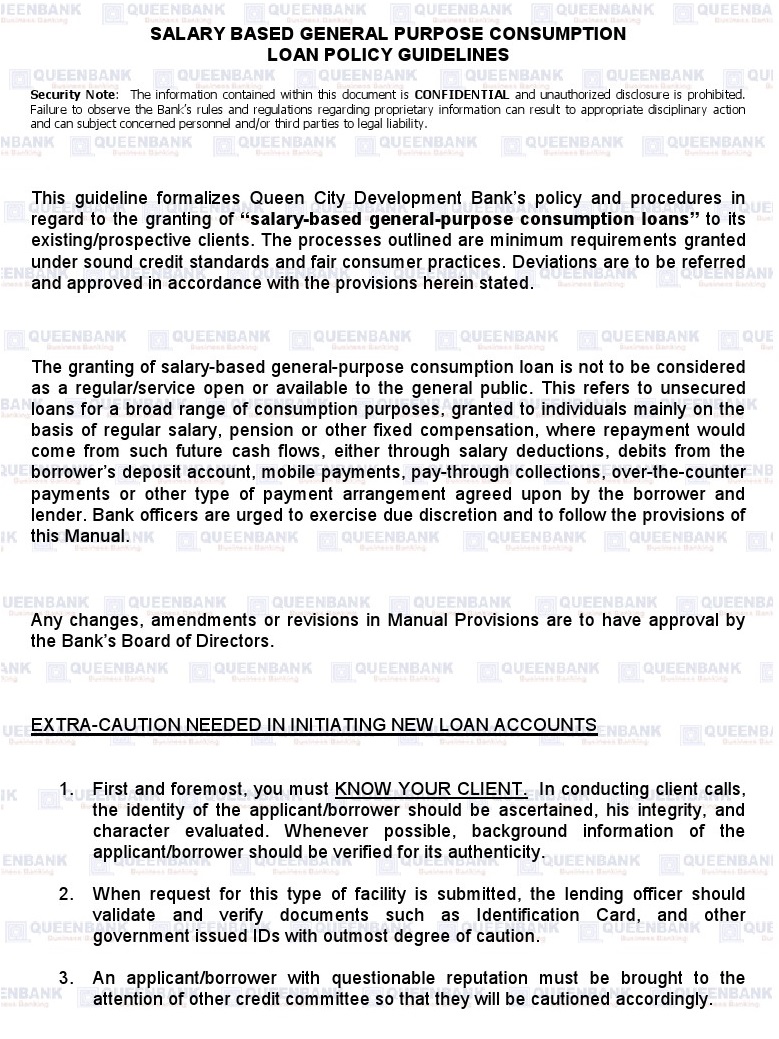 SALARY BASED GENERAL PURPOSE CONSUMPTION
LOAN POLICY GUIDELINES
Security Note: The information contained within this document is CONFIDENTIAL and unauthorized disclosure is prohibited.
Failure to observe the Bank's rules and regulations regarding proprietary information can result to appropriate disciplinary action
and can subject concerned personnel and/or third parties to legal liability.
This guideline formalizes Queen City Development Bank's policy and procedures in
regard to the granting of “salary-based general-purpose consumption loans” to its
existing/prospective clients. The processes outlined are minimum requirements granted
under sound credit standards and fair consumer practices. Deviations are to be referred
and approved in accordance with the provisions herein stated.
The granting of salary-based general-purpose consumption loan is not to be considered
as a regular/service open or available to the general public. This refers to unsecured
loans for a broad range of consumption purposes, granted to individuals mainly on the
basis of regular salary, pension or other fixed compensation, where repayment would
come from such future cash flows, either through salary deductions, debits from the
borrower's deposit account, mobile payments, pay-through collections, over-the-counter
payments or other type of payment arrangement agreed upon by the borrower and
lender. Bank officers are urged to exercise due discretion and to follow the provisions of
this Manual.
Any changes, amendments or revisions in Manual Provisions are to have approval by
the Bank's Board of Directors.
EXTRA-CAUTION NEEDED IN INITIATING NEW LOAN ACCOUNTS
1. First and foremost, you must KNOW YOUR CLIENT. In conducting client calls,
the identity of the applicant/borrower should be ascertained, his integrity, and
character evaluated. Whenever possible, background information of the
applicant/borrower should be verified for its authenticity.
2. When request for this type of facility is submitted, the lending officer should
validate and verify documents such as Identification Card, and other
government issued IDs with outmost degree of caution.
3. An applicant/borrower with questionable reputation must be brought to the
attention of other credit committee so that they will be cautioned accordingly.